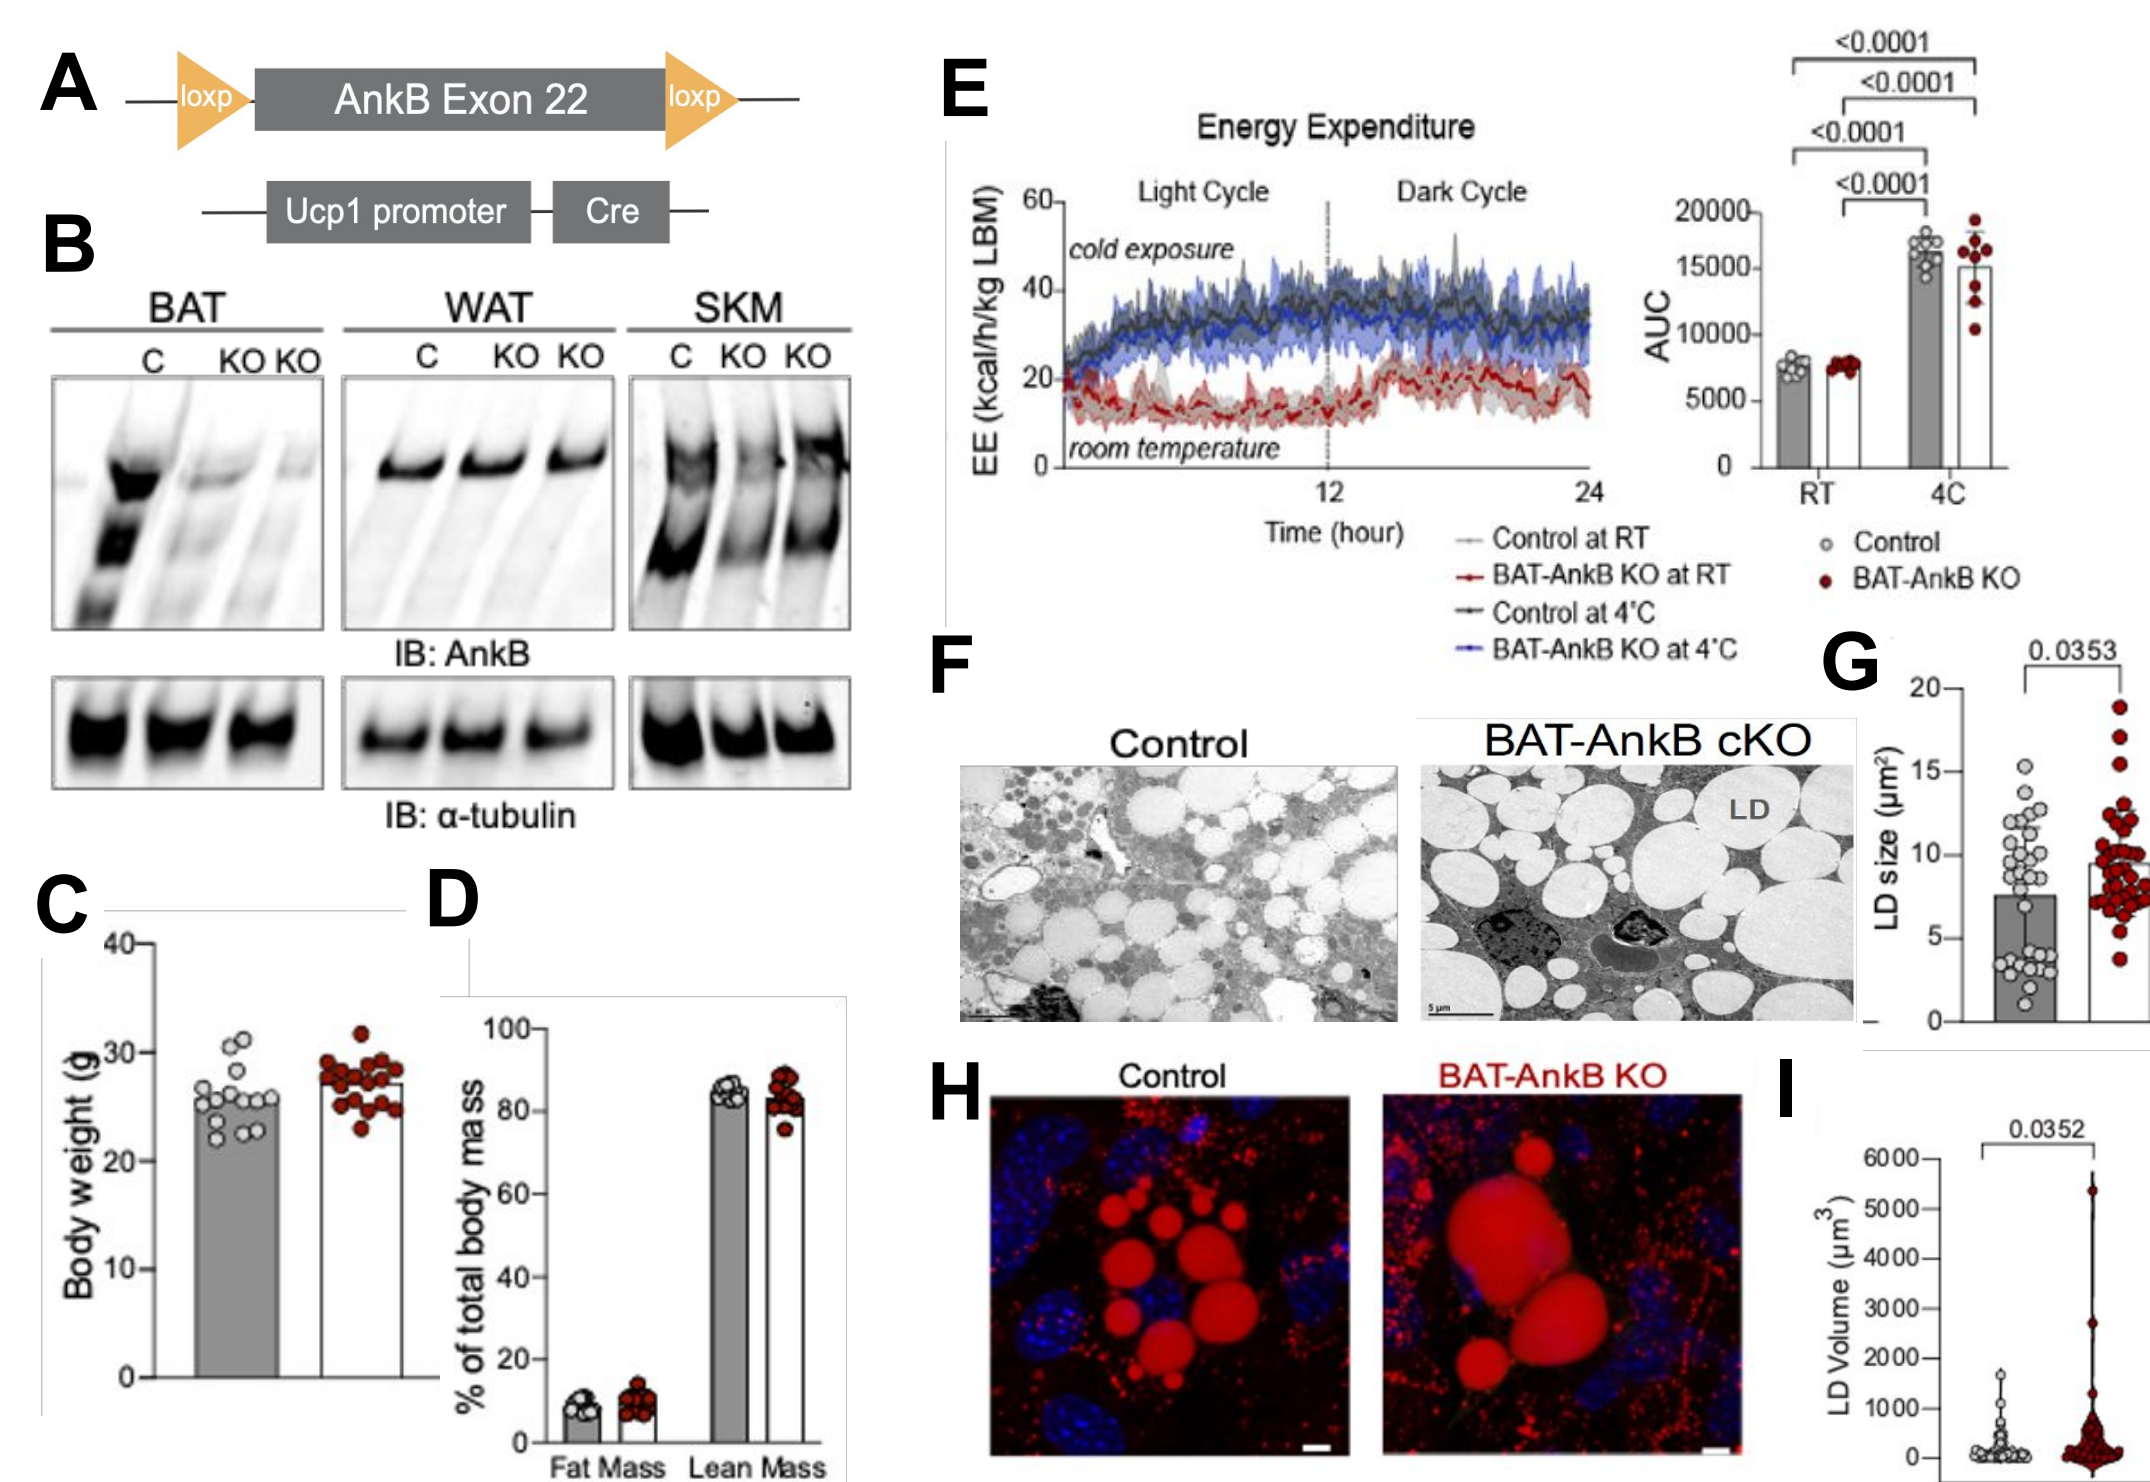 A
loxp
AnkB Exon 22
loxp
Ucp1 promoter
Cre
B
BAT
WAT
SKM
C KO KO
C KO KO
C KO KO
IB: AnkB
IB: α-tubulin
C
Body weight (g
40
30
20
10
0
D
% of total body mass
100
80
60
40
20
0
Fat Mass
Lean Mass
E
Energy Expenditure
Light Cycle
Dark Cycle
EE (kcal/h/kg LBM)
60
40
20
0
cold exposure
room temperature
12
24
Time (hour)
Control at RT
BAT-AnkB KO at RT
Control at 4°C
BAT-AnkB KO at 4°C
<0.0001
<0.0001
<0.0001
<0.0001
AUC
20000
15000
10000
5000
0
RT
4C
Control
BAT-AnkB KO
F
Control
BAT-AnkB cKO
LD
5 µm
G
0.0353
LD size (µm²)
20
15
10
5
0
H
Control
BAT-AnkB KO
I
0.0352
LD Volume (µm³)
6000
5000
4000
3000
2000
1000
0